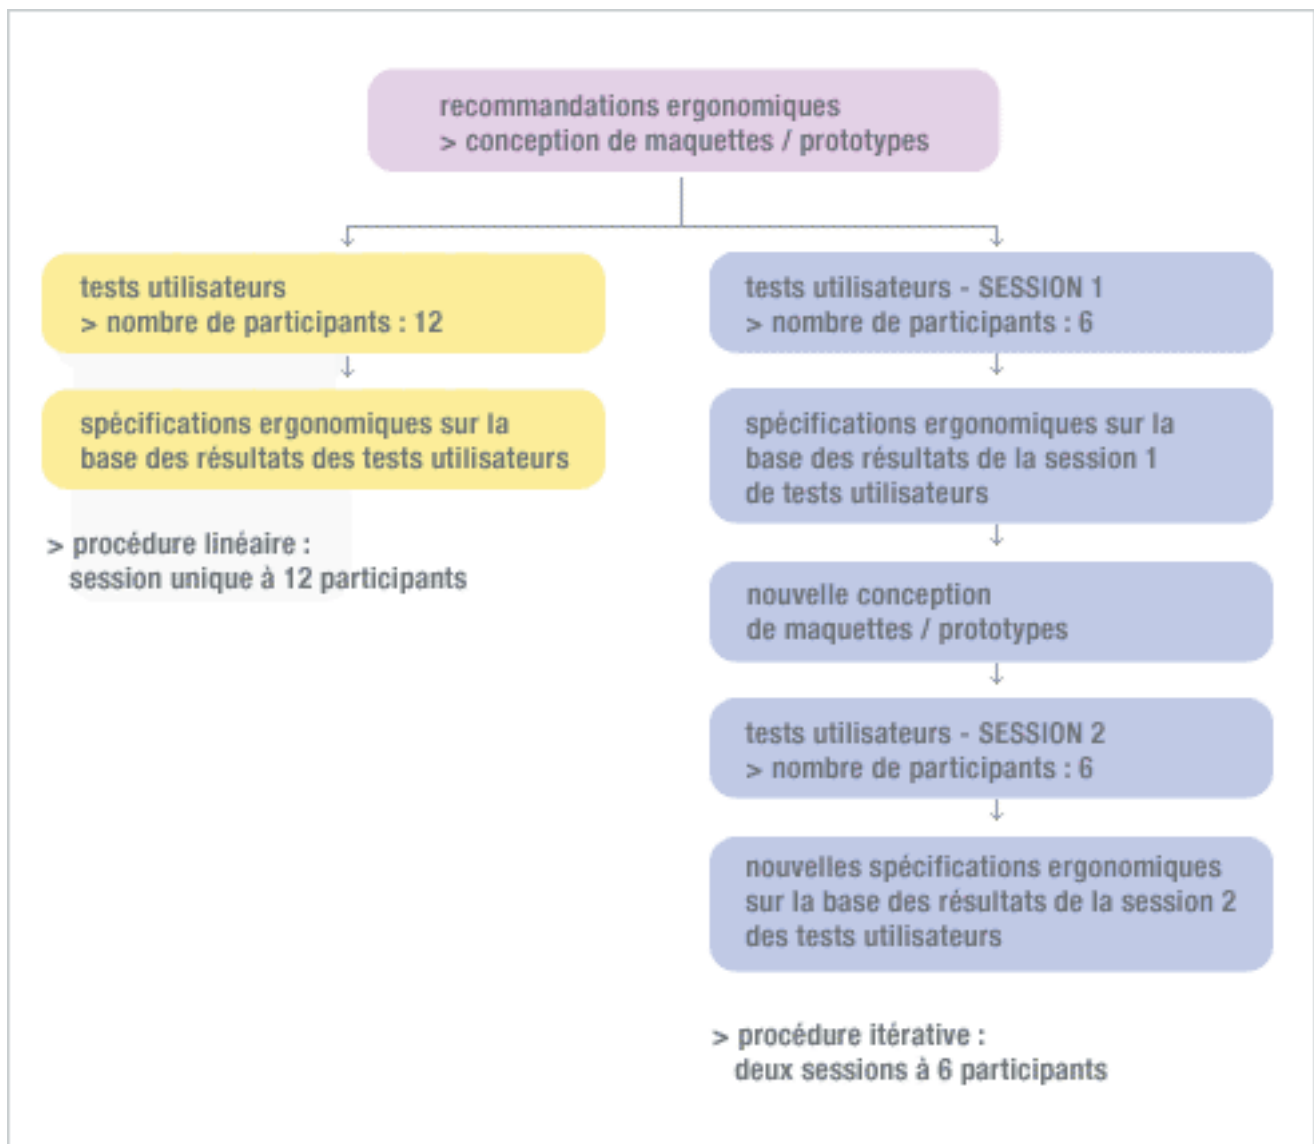 recommandations ergonomiques
> conception de maquettes / prototypes
tests utilisateurs
> nombre de participants : 12
spécifications ergonomiques sur la
base des résultats des tests utilisateurs
> procédure linéaire :
session unique à 12 participants
tests utilisateurs - SESSION 1
> nombre de participants : 6
spécifications ergonomiques sur la
base des résultats de la session 1
de tests utilisateurs
nouvelle conception
de maquettes / prototypes
tests utilisateurs - SESSION 2
> nombre de participants : 6
nouvelles spécifications ergonomiques
sur la base des résultats de la session 2
des tests utilisateurs
> procédure itérative :
deux sessions à 6 participants